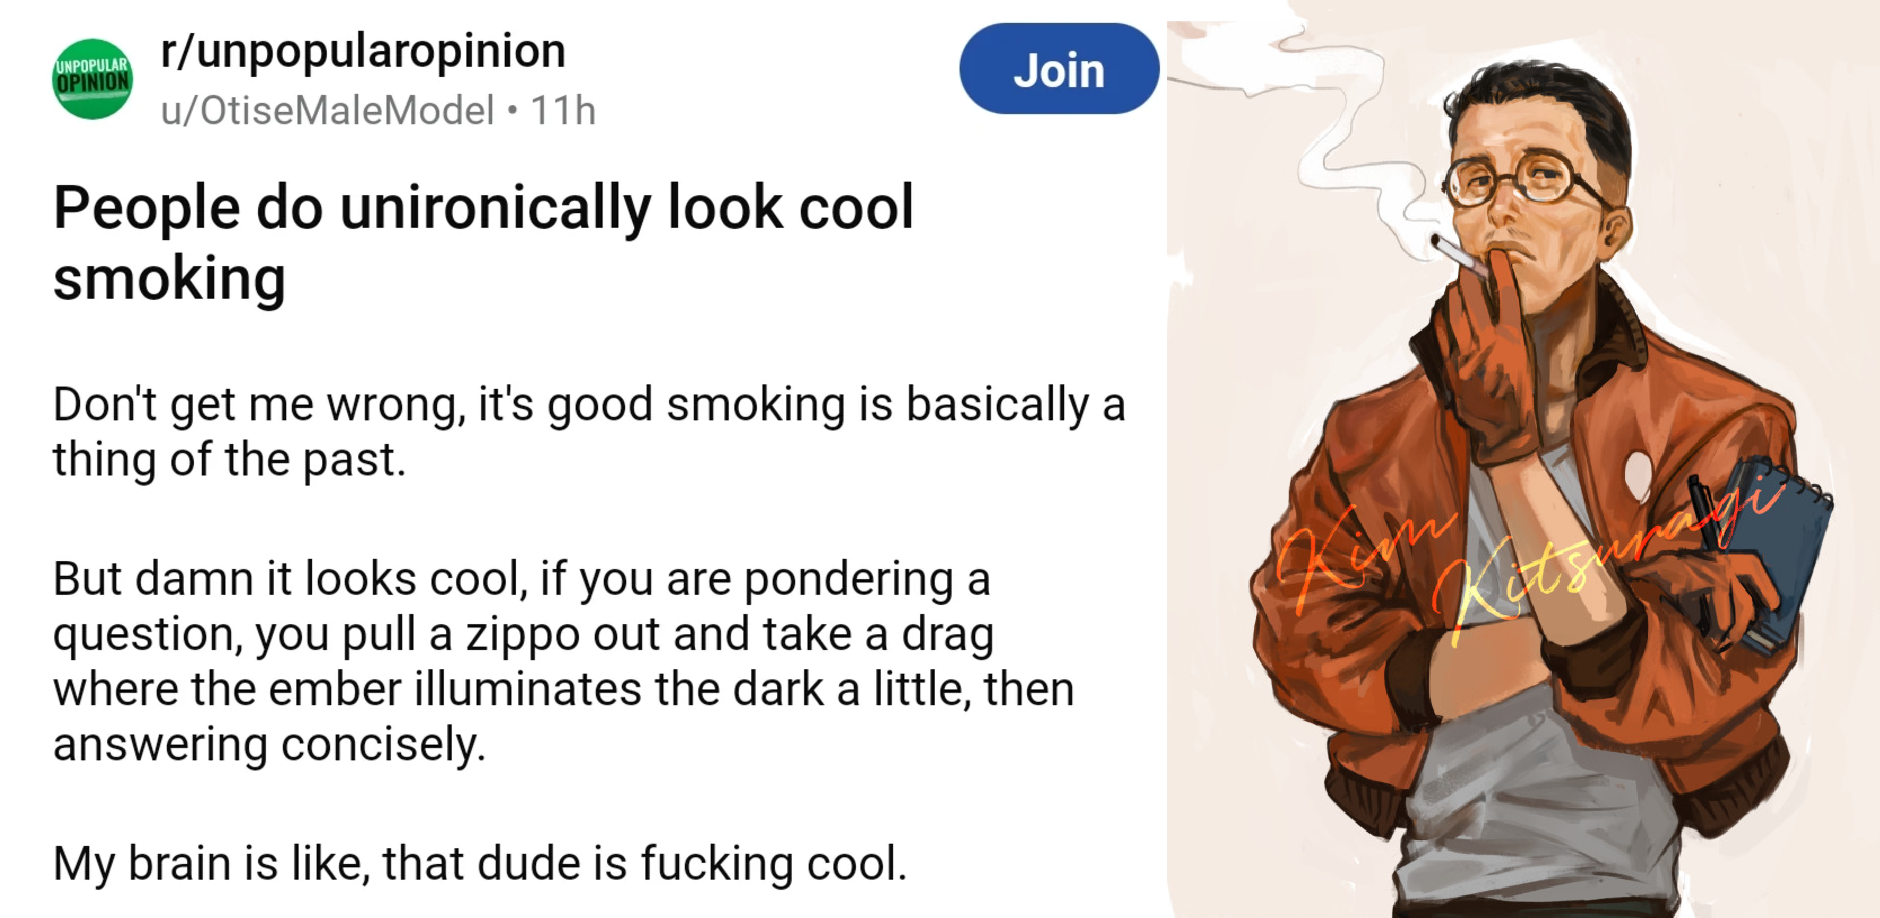 UNPOPULAR
OPINION
r/unpopularopinion
u/OtiseMaleModel • 11h
Join
People do unironically look cool
smoking
Don't get me wrong, it's good smoking is basically a
thing of the past.
But damn it looks cool, if you are pondering a
question, you pull a zippo out and take a drag
where the ember illuminates the dark a little, then
answering concisely.
My brain is like, that dude is fucking cool.
Kim
Kitsuragi